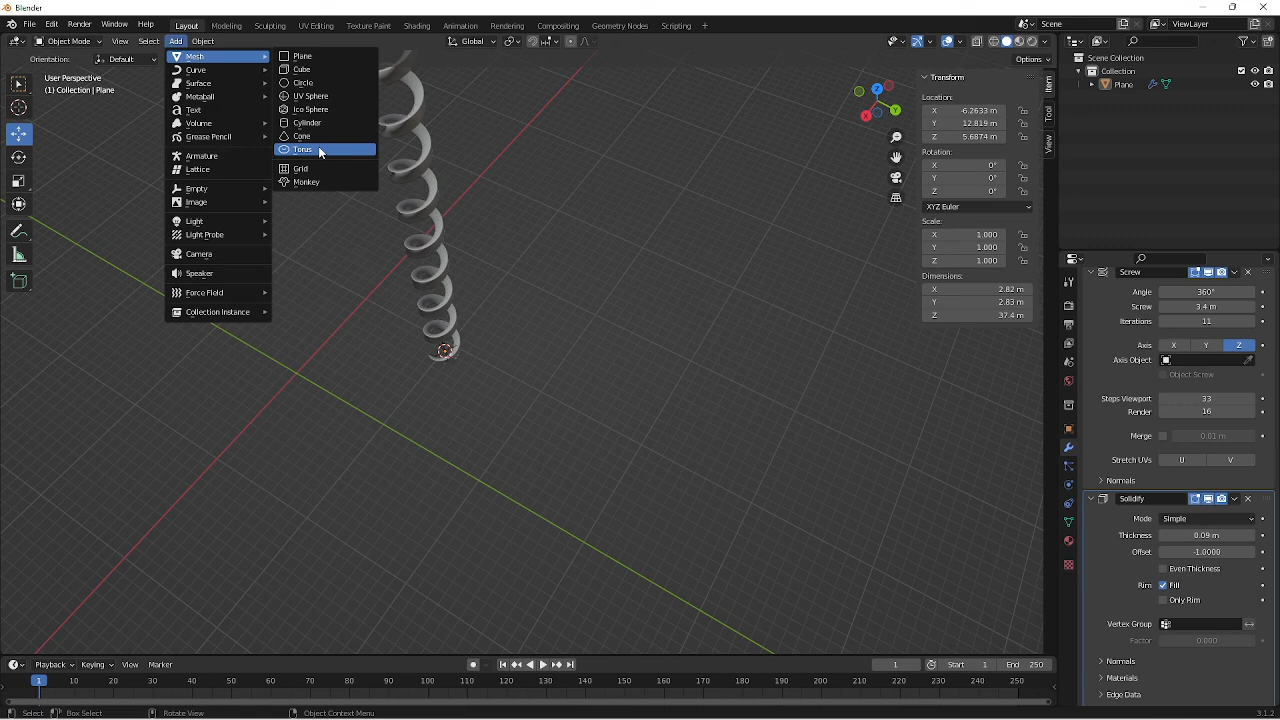 Blender
File Edit Render Window Help Layout Modeling Sculpting UV Editing Texture Paint Shading Animation Rendering Compositing Geometry Nodes Scripting + Scene ViewLayer
Object Mode View Select Add Object Global
Orientation: Default Options
User Perspective
(1) Collection | Plane
Mesh
Curve
Surface
Metaball
Text
Volume
Grease Pencil
Armature
Lattice
Empty
Image
Light
Light Probe
Camera
Speaker
Force Field
Collection Instance
Plane
Cube
Circle
UV Sphere
Ico Sphere
Cylinder
Cone
Torus
Grid
Monkey
Z
Y
X
Transform
Location:
X -6.2633 m
Y 12.819 m
Z 5.6874 m
Rotation:
X 0°
Y 0°
Z 0°
XYZ Euler
Scale:
X 1.000
Y 1.000
Z 1.000
Dimensions:
X 2.82 m
Y 2.83 m
Z 37.4 m
Item
Tool
View
Scene Collection
Collection
Plane
Screw
Angle 360°
Screw 3.4 m
Iterations 11
Axis X Y Z
Axis Object
Object Screw
Steps Viewport 33
Render 16
Merge 0.01 m
Stretch UVs U V
Normals
Solidify
Mode Simple
Thickness 0.09 m
Offset -1.0000
Even Thickness
Rim Fill
Only Rim
Vertex Group
Factor 0.000
Normals
Materials
Edge Data
Playback Keying View Marker 1 Start 1 End 250
1 10 20 30 40 50 60 70 80 90 100 110 120 130 140 150 160 170 180 190 200 210 220 230 240 250
Select Box Select Rotate View Object Context Menu 3.1.2